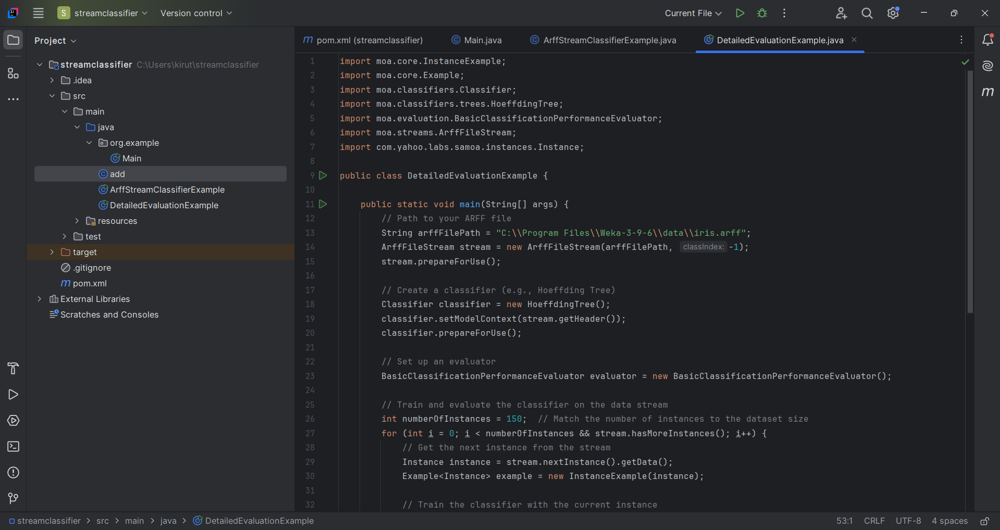 S streamclassifier Version control Current File
Project
pom.xml (streamclassifier) Main.java ArffStreamClassifierExample.java DetailedEvaluationExample.java
streamclassifier C:\Users\kirut\streamclassifier
.idea
src
main
java
org.example
Main
add
ArffStreamClassifierExample
DetailedEvaluationExample
resources
test
target
.gitignore
pom.xml
External Libraries
Scratches and Consoles
1 import moa.core.InstanceExample;
2 import moa.core.Example;
3 import moa.classifiers.Classifier;
4 import moa.classifiers.trees.HoeffdingTree;
5 import moa.evaluation.BasicClassificationPerformanceEvaluator;
6 import moa.streams.ArffFileStream;
7 import com.yahoo.labs.samoa.instances.Instance;
8
9 public class DetailedEvaluationExample {
10
11 public static void main(String[] args) {
12 // Path to your ARFF file
13 String arffFilePath = "C:\\Program Files\\Weka-3-9-6\\data\\iris.arff";
14 ArffFileStream stream = new ArffFileStream(arffFilePath, classIndex: -1);
15 stream.prepareForUse();
16
17 // Create a classifier (e.g., Hoeffding Tree)
18 Classifier classifier = new HoeffdingTree();
19 classifier.setModelContext(stream.getHeader());
20 classifier.prepareForUse();
21
22 // Set up an evaluator
23 BasicClassificationPerformanceEvaluator evaluator = new BasicClassificationPerformanceEvaluator();
24
25 // Train and evaluate the classifier on the data stream
26 int numberOfInstances = 150; // Match the number of instances to the dataset size
27 for (int i = 0; i < numberOfInstances && stream.hasMoreInstances(); i++) {
28 // Get the next instance from the stream
29 Instance instance = stream.nextInstance().getData();
30 Example<Instance> example = new InstanceExample(instance);
31
32 // Train the classifier with the current instance
streamclassifier > src > main > java > DetailedEvaluationExample 53:1 CRLF UTF-8 4 spaces